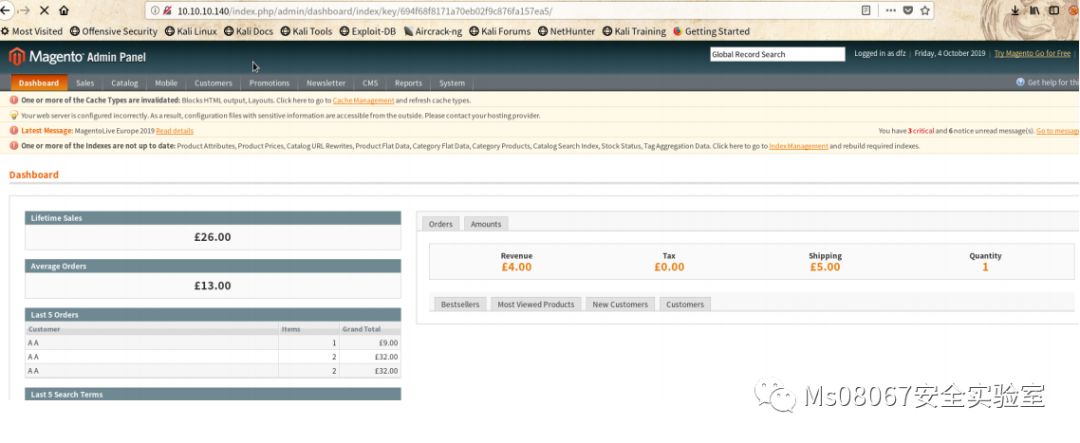 10.10.10.140/index.php/admin/dashboard/index/key/694f68f8171a70eb02f9c876fa157ea5/
Most Visited Offensive Security Kali Linux Kali Docs Kali Tools Exploit-DB Aircrack-ng Kali Forums NetHunter Kali Training Getting Started
Magento Admin Panel
Global Record Search
Logged in as dfz | Friday, 4 October 2019 | Try Magento Go for Free
Dashboard Sales Catalog Mobile Customers Promotions Newsletter CMS Reports System
Get help for thi
One or more of the Cache Types are invalidated: Blocks HTML output, Layouts. Click here to go to Cache Management and refresh cache types.
Your web server is configured incorrectly. As a result, configuration files with sensitive information are accessible from the outside. Please contact your hosting provider.
Latest Message: MagentoLive Europe 2019 Read details
You have 3 critical and 6 notice unread message(s). Go to message
One or more of the Indexes are not up to date: Product Attributes, Product Prices, Catalog URL Rewrites, Product Flat Data, Category Flat Data, Category Products, Catalog Search Index, Stock Status, Tag Aggregation Data. Click here to go to Index Management and rebuild required indexes.
Dashboard
Lifetime Sales
£26.00
Average Orders
£13.00
Last 5 Orders
Customer Items Grand Total
A A 1 £9.00
A A 2 £32.00
A A 2 £32.00
Last 5 Search Terms
Orders Amounts
Revenue Tax Shipping Quantity
£4.00 £0.00 £5.00 1
Bestsellers Most Viewed Products New Customers Customers
Ms08067安全实验室